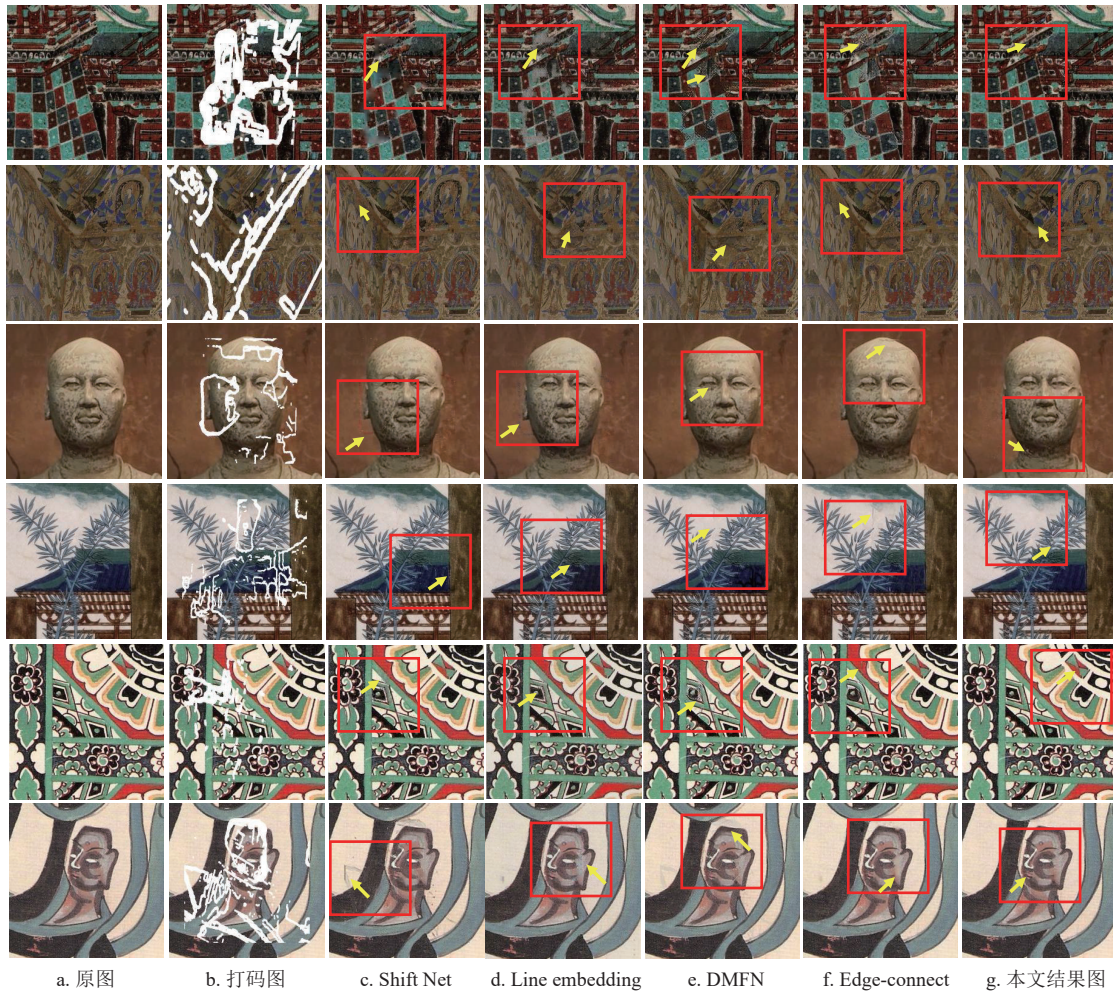 a. 原图 b. 打码图 c. Shift Net d. Line embedding e. DMFN f. Edge-connect g. 本文结果图